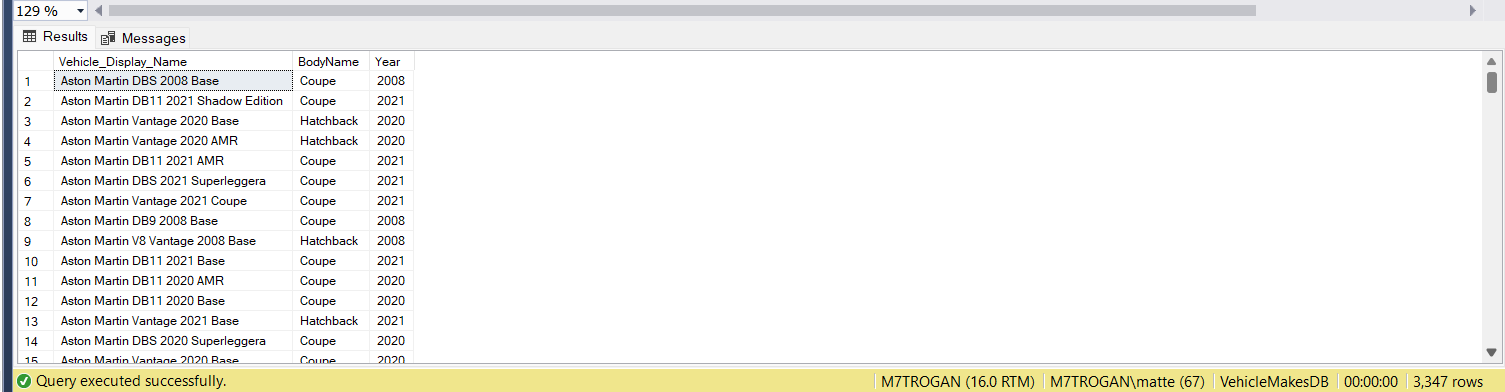 129 %
Results Messages
Vehicle_Display_Name BodyName Year
1 Aston Martin DBS 2008 Base Coupe 2008
2 Aston Martin DB11 2021 Shadow Edition Coupe 2021
3 Aston Martin Vantage 2020 Base Hatchback 2020
4 Aston Martin Vantage 2020 AMR Hatchback 2020
5 Aston Martin DB11 2021 AMR Coupe 2021
6 Aston Martin DBS 2021 Superleggera Coupe 2021
7 Aston Martin Vantage 2021 Coupe Coupe 2021
8 Aston Martin DB9 2008 Base Coupe 2008
9 Aston Martin V8 Vantage 2008 Base Hatchback 2008
10 Aston Martin DB11 2021 Base Coupe 2021
11 Aston Martin DB11 2020 AMR Coupe 2020
12 Aston Martin DB11 2020 Base Coupe 2020
13 Aston Martin Vantage 2021 Base Hatchback 2021
14 Aston Martin DBS 2020 Superleggera Coupe 2020
15 Aston Martin Vantage 2020 Base Coupe 2020
Query executed successfully. M7TROGAN (16.0 RTM) M7TROGAN\matte (67) VehicleMakesDB 00:00:00 3,347 rows